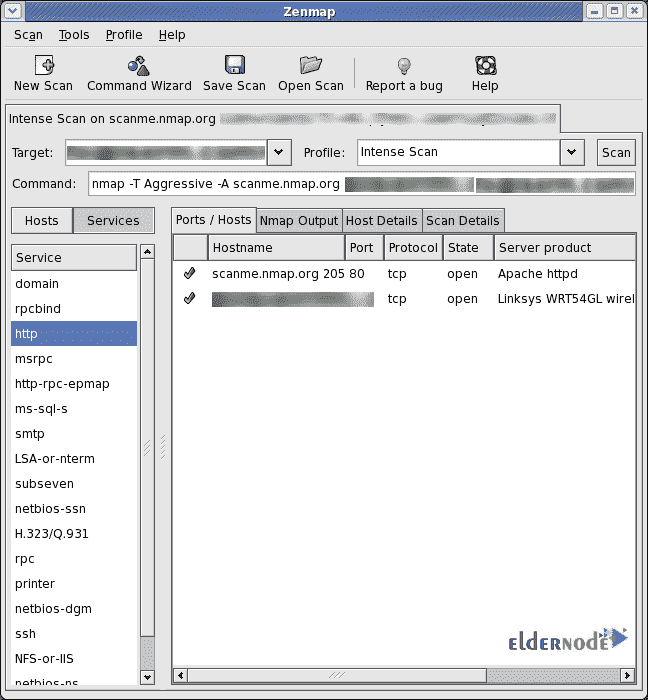 Zenmap
Scan Tools Profile Help
New Scan Command Wizard Save Scan Open Scan Report a bug Help
Intense Scan on scanme.nmap.org
Target: Profile: Intense Scan Scan
Command: nmap -T Aggressive -A scanme.nmap.org
Hosts Services Ports / Hosts Nmap Output Host Details Scan Details
Service Hostname Port Protocol State Server product
domain scanme.nmap.org 205 80 tcp open Apache httpd
rpcbind tcp open Linksys WRT54GL wirel
http
msrpc
http-rpc-epmap
ms-sql-s
smtp
LSA-or-nterm
subseven
netbios-ssn
H.323/Q.931
rpc
printer
netbios-dgm
ssh
NFS-or-IIS
netbios-ns
ELDERNODE